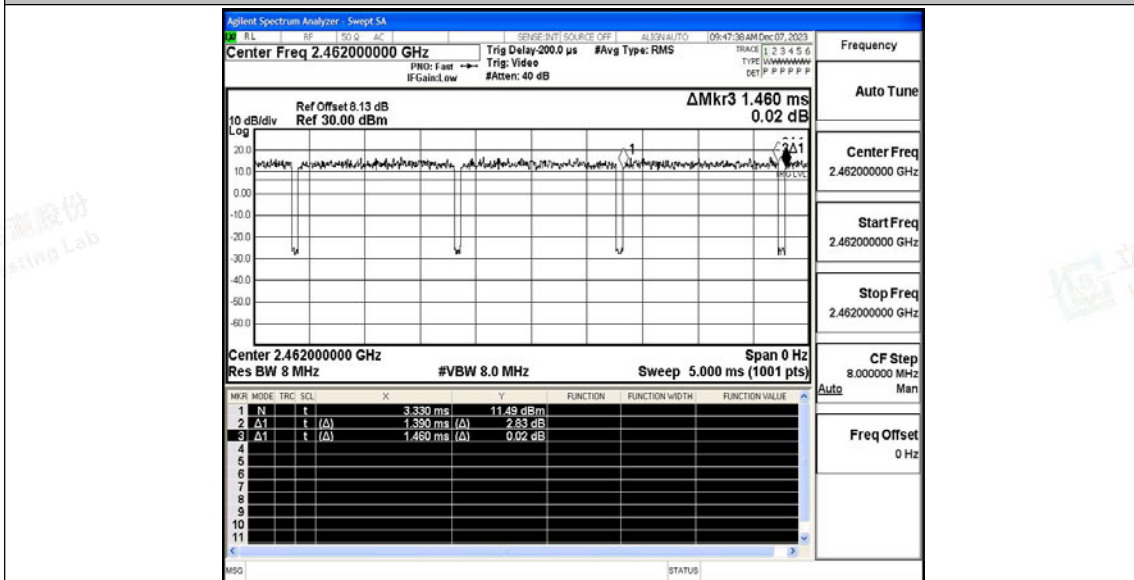 Agilent Spectrum Analyzer - Swept SA
RL RF 50 Ω AC SENSE:INT SOURCE OFF ALIGNAUTO 09:47:38 AM Dec 07, 2023
Center Freq 2.462000000 GHz
PNO: Fast
IFGain:Low
Trig Delay-200.0 µs
Trig: Video
#Atten: 40 dB
#Avg Type: RMS
TRACE 1 2 3 4 5 6
TYPE
DET P P P P P P
ΔMkr3 1.460 ms
0.02 dB
Ref Offset 8.13 dB
10 dB/div Ref 30.00 dBm
Log
20.0
10.0
0.00
-10.0
-20.0
-30.0
-40.0
-50.0
-60.0
1
3Δ1
TRIG LVL
Center 2.462000000 GHz Span 0 Hz
Res BW 8 MHz #VBW 8.0 MHz Sweep 5.000 ms (1001 pts)
MKR MODE TRC SCL X Y FUNCTION FUNCTION WIDTH FUNCTION VALUE
1 N t 3.330 ms 11.49 dBm
2 Δ1 t (Δ) 1.390 ms (Δ) 2.83 dB
3 Δ1 t (Δ) 1.460 ms (Δ) 0.02 dB
4
5
6
7
8
9
10
11
MSG STATUS
Frequency
Auto Tune
Center Freq
2.462000000 GHz
Start Freq
2.462000000 GHz
Stop Freq
2.462000000 GHz
CF Step
8.000000 MHz
Auto Man
Freq Offset
0 Hz